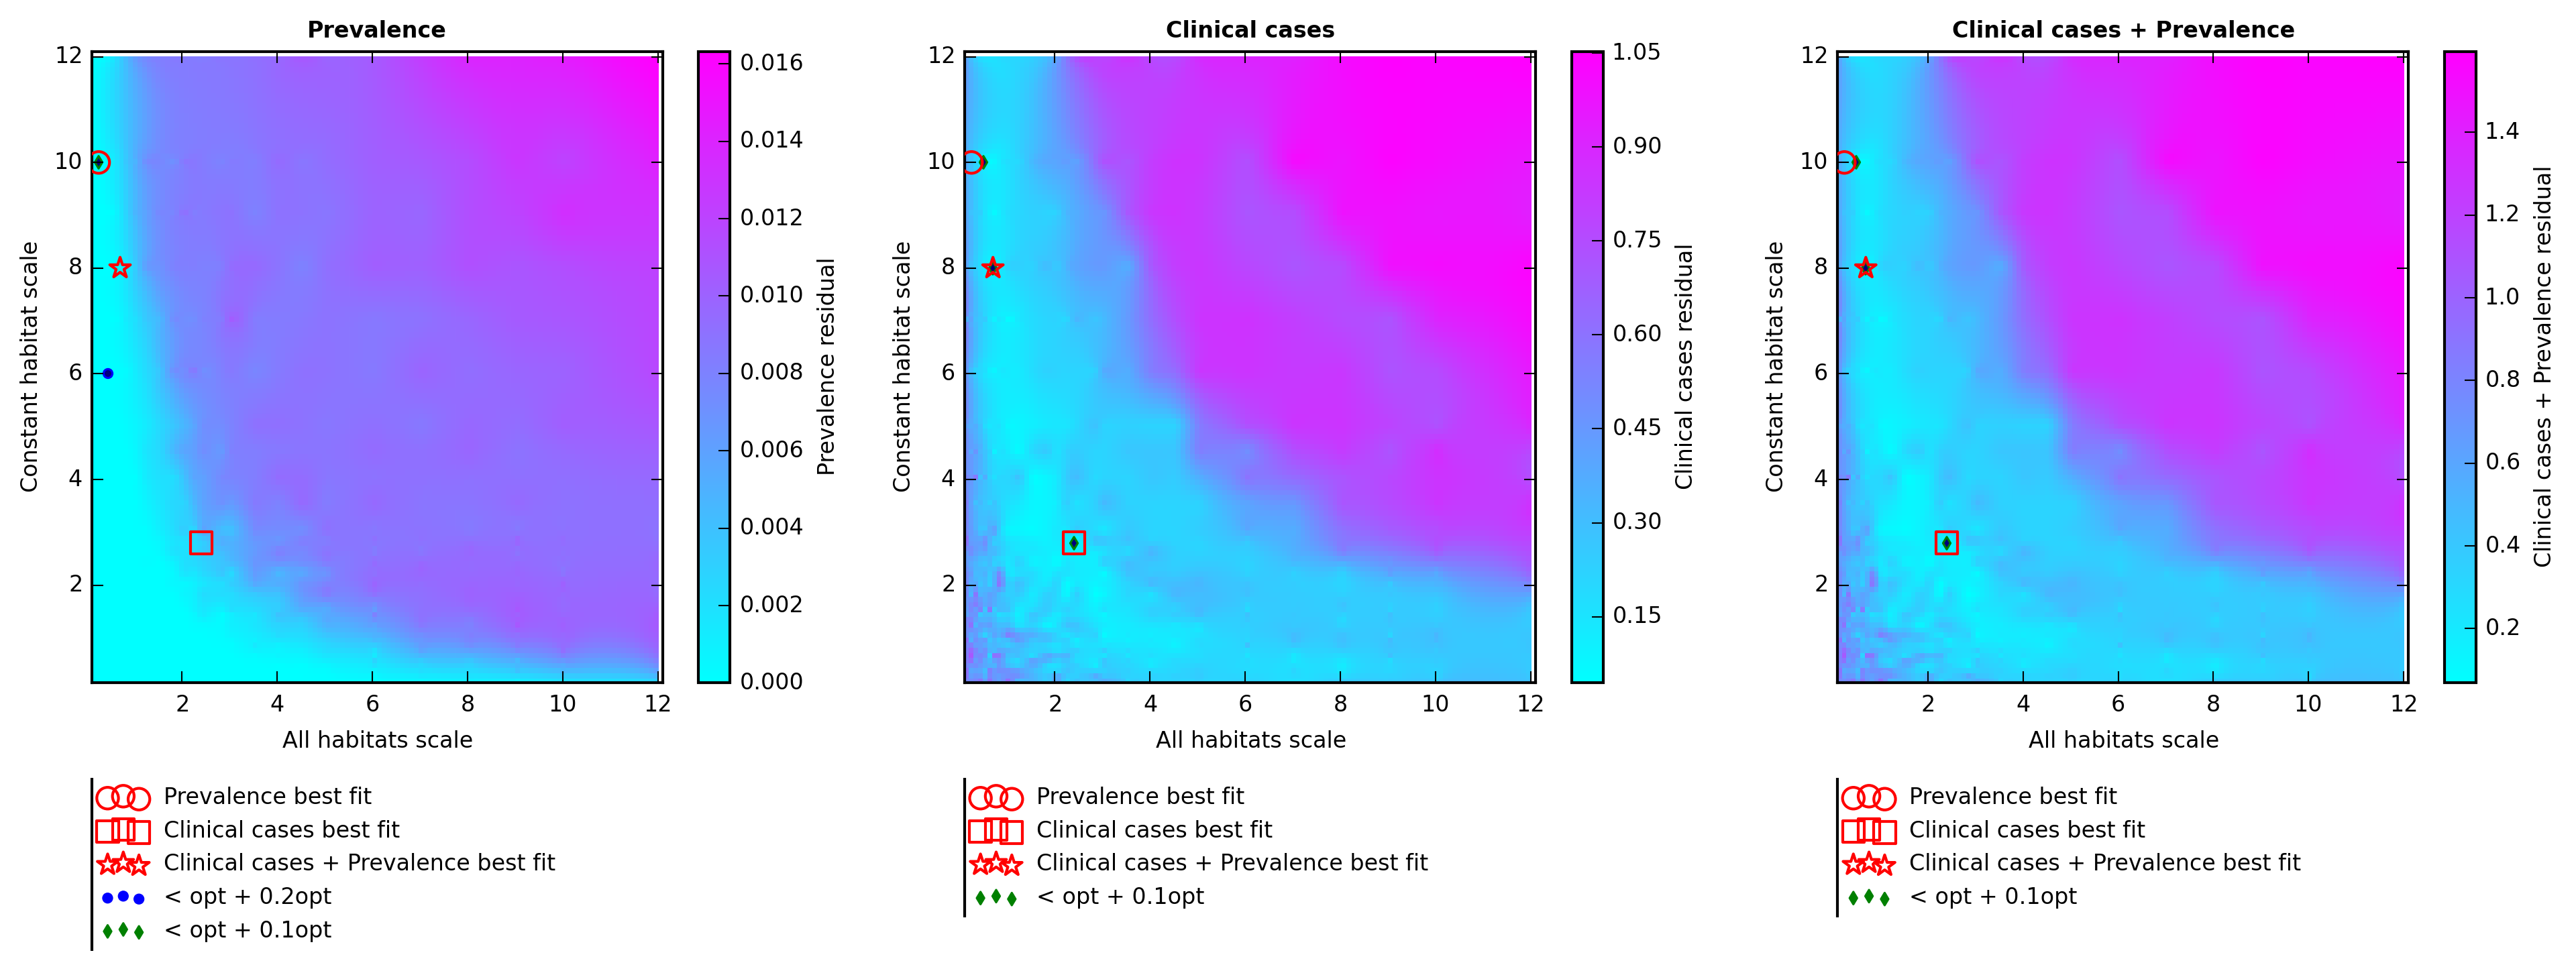 Prevalence
12
10
8
6
4
2
Constant habitat scale
2 4 6 8 10 12
All habitats scale
0.016
0.014
0.012
0.010
0.008
0.006
0.004
0.002
0.000
Prevalence residual
Prevalence best fit
Clinical cases best fit
Clinical cases + Prevalence best fit
< opt + 0.2opt
< opt + 0.1opt
Clinical cases
12
10
8
6
4
2
Constant habitat scale
2 4 6 8 10 12
All habitats scale
1.05
0.90
0.75
0.60
0.45
0.30
0.15
Clinical cases residual
Prevalence best fit
Clinical cases best fit
Clinical cases + Prevalence best fit
< opt + 0.1opt
Clinical cases + Prevalence
12
10
8
6
4
2
Constant habitat scale
2 4 6 8 10 12
All habitats scale
1.4
1.2
1.0
0.8
0.6
0.4
0.2
Clinical cases + Prevalence residual
Prevalence best fit
Clinical cases best fit
Clinical cases + Prevalence best fit
< opt + 0.1opt